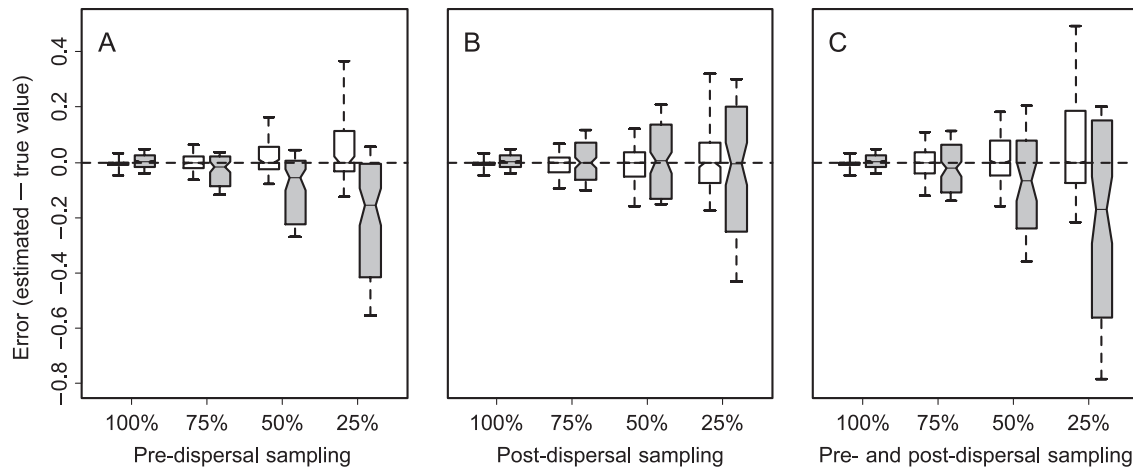 A
B
C
Error (estimated — true value)
0.4
0.2
0.0
−0.2
−0.4
−0.6
−0.8
100% 75% 50% 25%
100% 75% 50% 25%
100% 75% 50% 25%
Pre-dispersal sampling
Post-dispersal sampling
Pre- and post-dispersal sampling